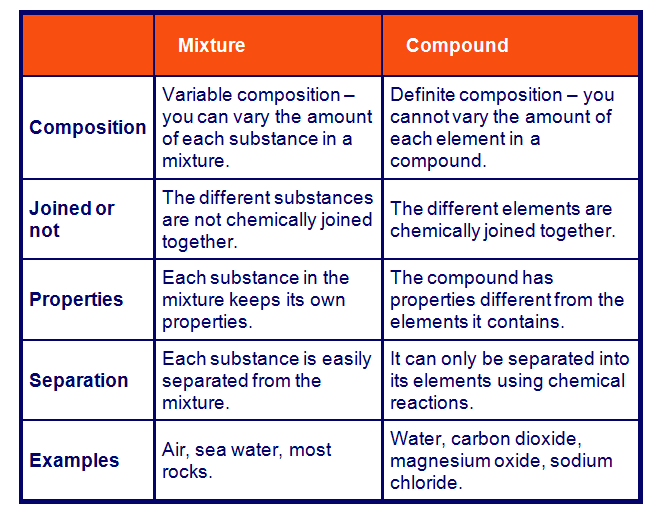 Mixture
Compound
Composition
Variable composition –
you can vary the amount
of each substance in a
mixture.
Definite composition – you
cannot vary the amount of
each element in a
compound.
Joined or
not
The different substances
are not chemically joined
together.
The different elements are
chemically joined together.
Properties
Each substance in the
mixture keeps its own
properties.
The compound has
properties different from the
elements it contains.
Separation
Each substance is easily
separated from the
mixture.
It can only be separated into
its elements using chemical
reactions.
Examples
Air, sea water, most
rocks.
Water, carbon dioxide,
magnesium oxide, sodium
chloride.